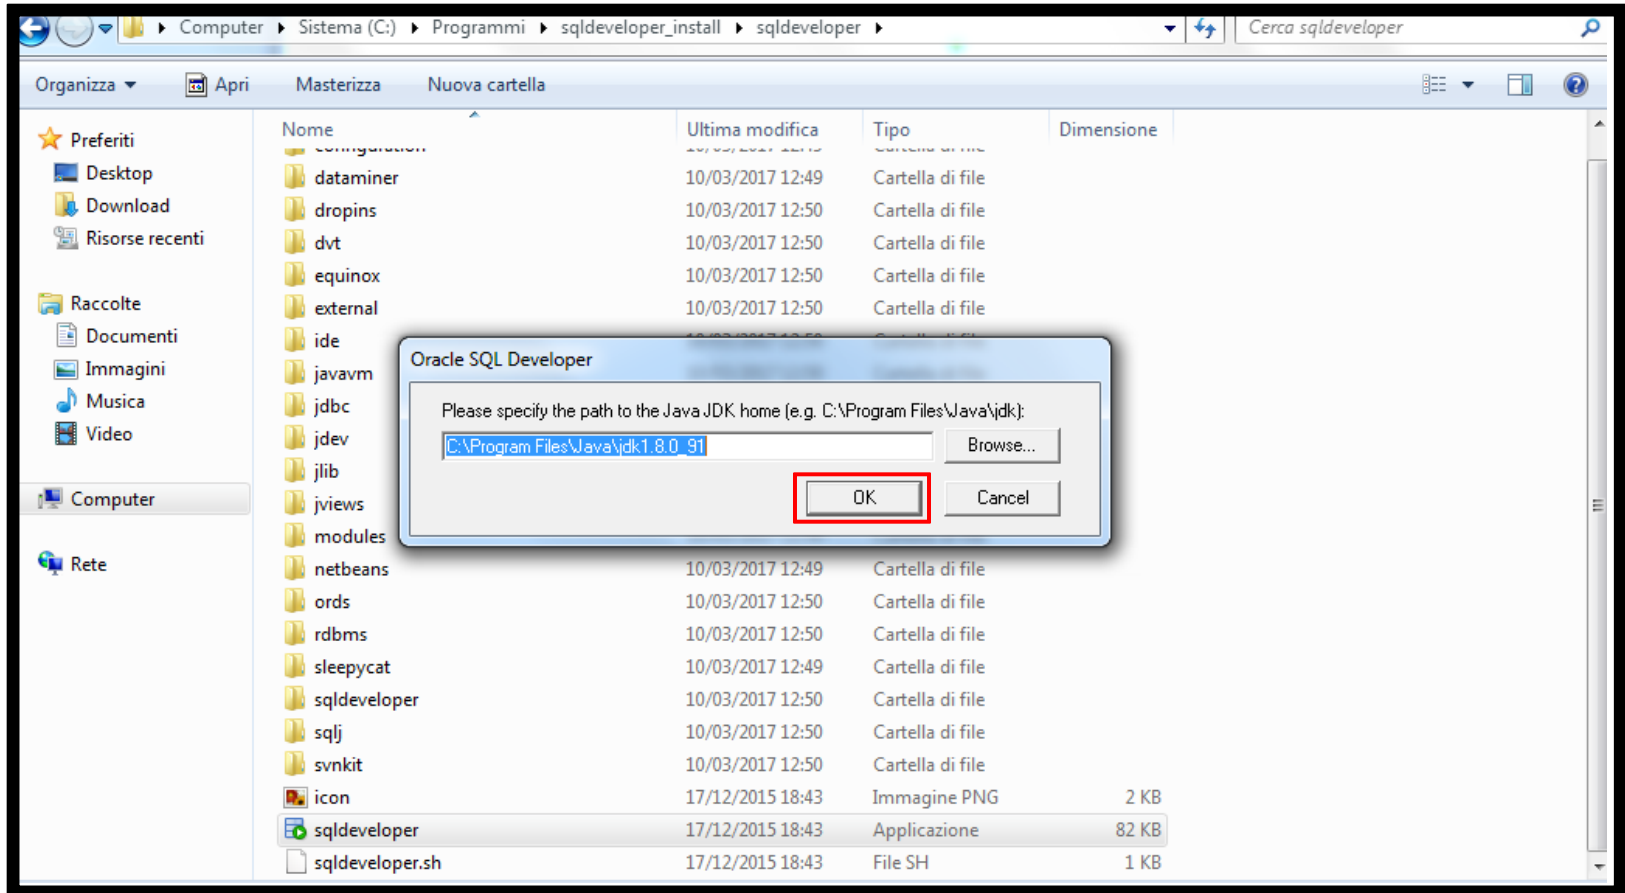 Computer Sistema (C:) Programmi sqldeveloper_install sqldeveloper Cerca sqldeveloper
Organizza Apri Masterizza Nuova cartella
Preferiti
Desktop
Download
Risorse recenti
Raccolte
Documenti
Immagini
Musica
Video
Computer
Rete
Nome Ultima modifica Tipo Dimensione
configuration 10/03/2017 12:49 Cartella di file
dataminer 10/03/2017 12:49 Cartella di file
dropins 10/03/2017 12:50 Cartella di file
dvt 10/03/2017 12:50 Cartella di file
equinox 10/03/2017 12:50 Cartella di file
external 10/03/2017 12:50 Cartella di file
ide
javavm
jdbc
jdev
jlib
jviews
modules
netbeans 10/03/2017 12:49 Cartella di file
ords 10/03/2017 12:50 Cartella di file
rdbms 10/03/2017 12:50 Cartella di file
sleepycat 10/03/2017 12:49 Cartella di file
sqldeveloper 10/03/2017 12:50 Cartella di file
sqlj 10/03/2017 12:50 Cartella di file
svnkit 10/03/2017 12:50 Cartella di file
icon 17/12/2015 18:43 Immagine PNG 2 KB
sqldeveloper 17/12/2015 18:43 Applicazione 82 KB
sqldeveloper.sh 17/12/2015 18:43 File SH 1 KB
Oracle SQL Developer
Please specify the path to the Java JDK home (e.g. C:\Program Files\Java\jdk):
C:\Program Files\Java\jdk1.8.0_91 Browse...
OK Cancel